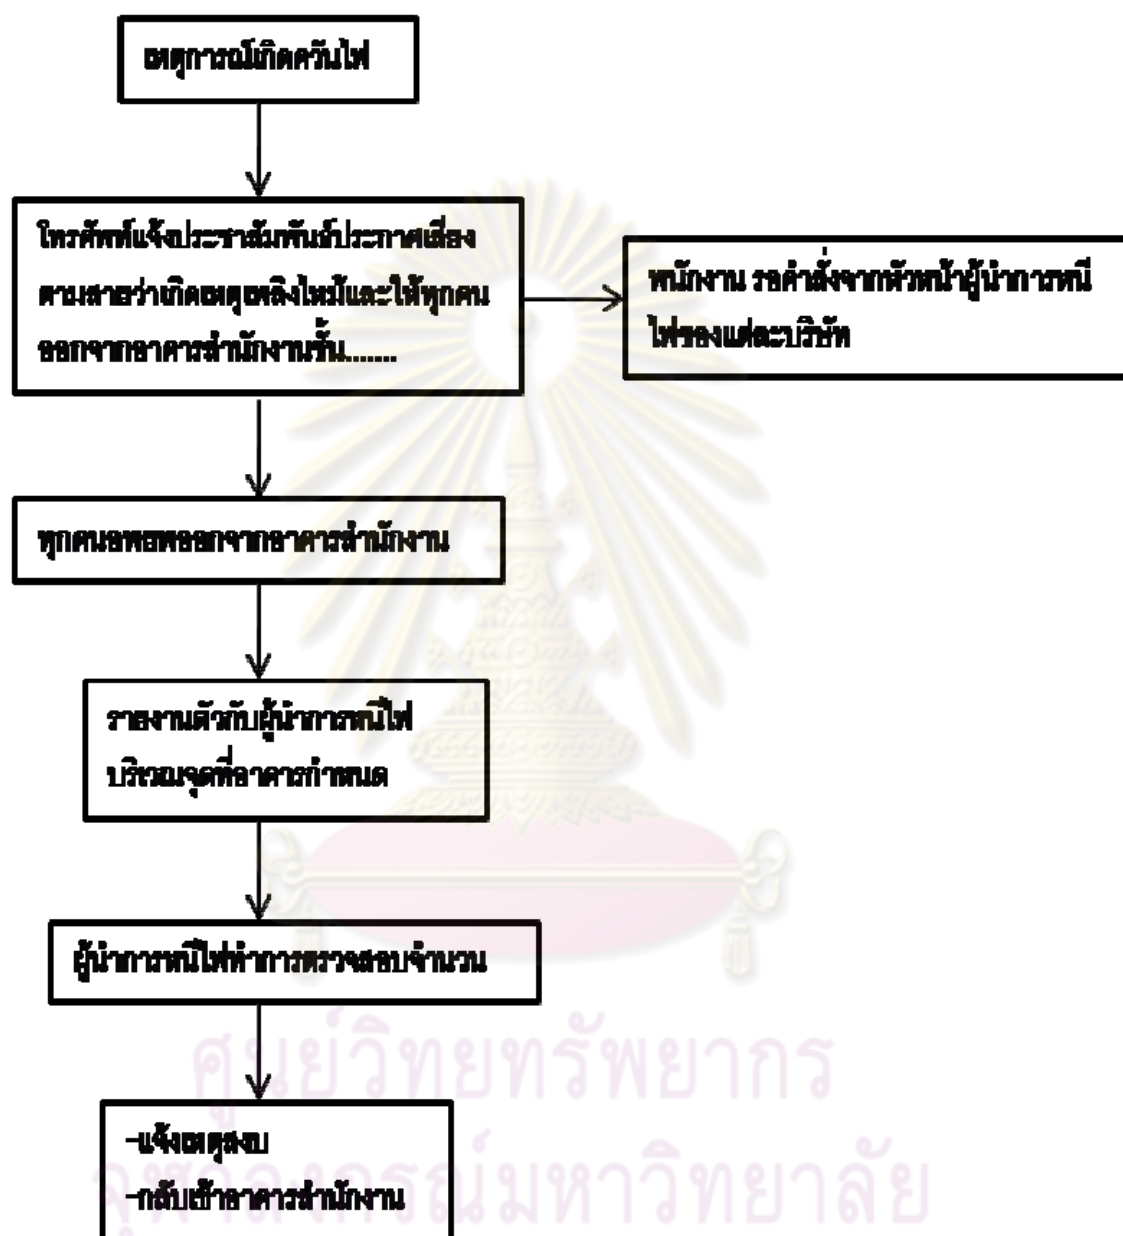 เหตุการณ์เกิดควันไฟ
โทรศัพท์แจ้งประชาสัมพันธ์ประกาศเสียง
ตามสายว่าเกิดเหตุเพลิงไหม้และให้ทุกคน
ออกจากอาคารสำนักงานชั้น.......
พนักงาน รอคำสั่งจากหัวหน้าผู้นำการหนี
ไฟของแต่ละบริษัท
ทุกคนอพยพออกจากอาคารสำนักงาน
รายงานตัวกับผู้นำการหนีไฟ
บริเวณจุดที่อาคารกำหนด
ผู้นำการหนีไฟทำการตรวจสอบจำนวน
-แจ้งเหตุสงบ
-กลับเข้าอาคารสำนักงาน
ศูนย์วิทยทรัพยากร
จุฬาลงกรณ์มหาวิทยาลัย